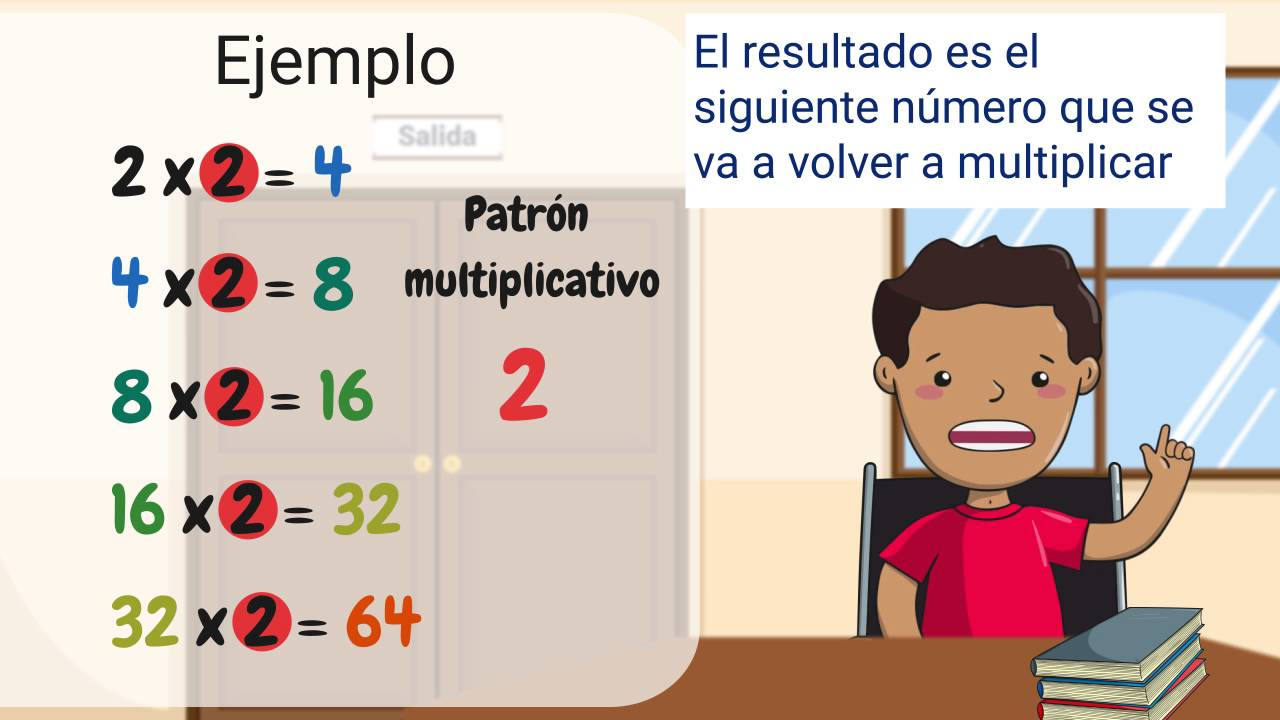 Ejemplo
El resultado es el
siguiente número que se
va a volver a multiplicar
Salida
2 x 2 = 4
4 x 2 = 8
8 x 2 = 16
16 x 2 = 32
32 x 2 = 64
Patrón
multiplicativo
2